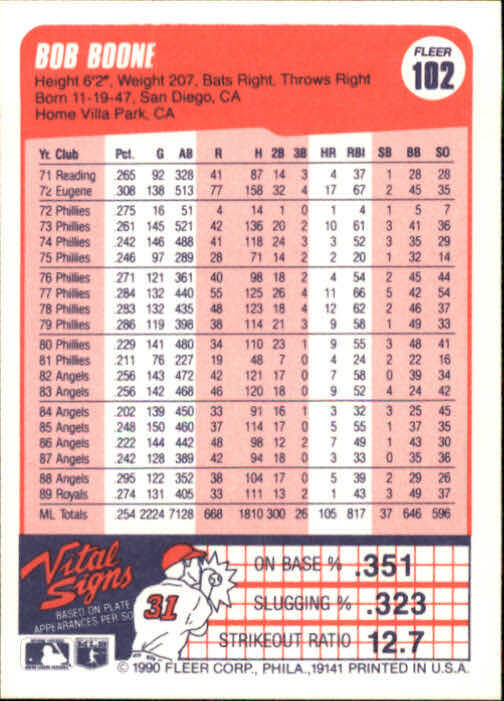 BOB BOONE
FLEER
102
Height 6'2", Weight 207, Bats Right, Throws Right
Born 11-19-47, San Diego, CA
Home Villa Park, CA
Yr. Club Pct. G AB R H 2B 3B HR RBI SB BB SO
71 Reading .265 92 328 41 87 14 3 4 37 1 28 28
72 Eugene .308 138 513 77 158 32 4 17 67 2 45 35
72 Phillies .275 16 51 4 14 1 0 1 4 1 5 7
73 Phillies .261 145 521 42 136 20 2 10 61 3 41 36
74 Phillies .242 146 488 41 118 24 3 3 52 3 35 29
75 Phillies .246 97 289 28 71 14 2 2 20 1 32 14
76 Phillies .271 121 361 40 98 18 2 4 54 2 45 44
77 Phillies .284 132 440 55 125 26 4 11 66 5 42 54
78 Phillies .283 132 435 48 123 18 4 12 62 2 46 37
79 Phillies .286 119 398 38 114 21 3 9 58 1 49 33
80 Phillies .229 141 480 34 110 23 1 9 55 3 48 41
81 Phillies .211 76 227 19 48 7 0 4 24 2 22 16
82 Angels .256 143 472 42 121 17 0 7 58 0 39 34
83 Angels .256 142 468 46 120 18 0 9 52 4 24 42
84 Angels .202 139 450 33 91 16 1 3 32 3 25 45
85 Angels .248 150 460 37 114 17 0 5 55 1 37 35
86 Angels .222 144 442 48 98 12 2 7 49 1 43 30
87 Angels .242 128 389 42 94 18 0 3 33 0 35 36
88 Angels .295 122 352 38 104 17 0 5 39 2 29 26
89 Royals .274 131 405 33 111 13 2 1 43 3 49 37
ML Totals .254 2224 7128 668 1810 300 26 105 817 37 646 596
Vital Signs
BASED ON PLATE
APPEARANCES PER SO
31
ON BASE % .351
SLUGGING % .323
STRIKEOUT RATIO 12.7
© 1990 FLEER CORP., PHILA., 19141 PRINTED IN U.S.A.